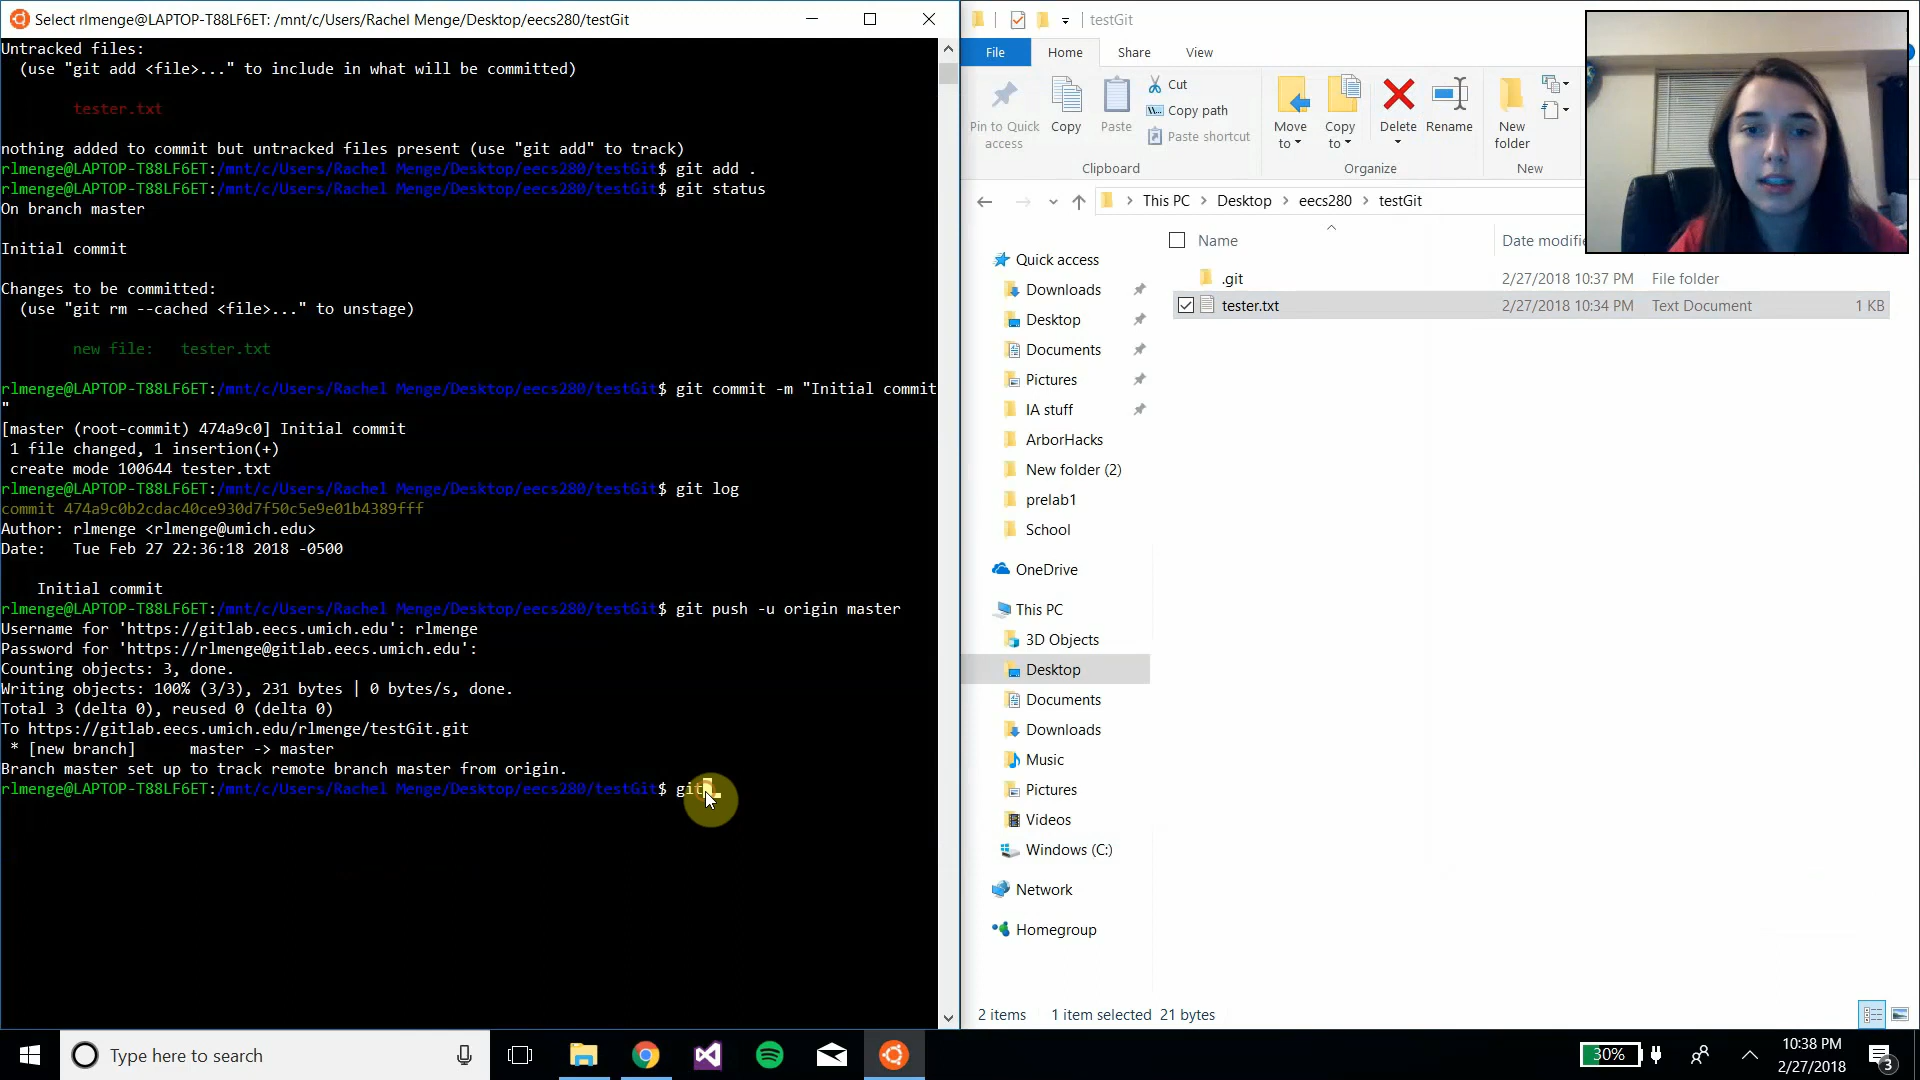 Select rlmenge@LAPTOP-T88LF6ET: /mnt/c/Users/Rachel Menge/Desktop/eecs280/testGit
Untracked files:
(use "git add <file>..." to include in what will be committed)
tester.txt
nothing added to commit but untracked files present (use "git add" to track)
rlmenge@LAPTOP-T88LF6ET:/mnt/c/Users/Rachel Menge/Desktop/eecs280/testGit$ git add .
rlmenge@LAPTOP-T88LF6ET:/mnt/c/Users/Rachel Menge/Desktop/eecs280/testGit$ git status
On branch master
Initial commit
Changes to be committed:
(use "git rm --cached <file>..." to unstage)
new file:   tester.txt
rlmenge@LAPTOP-T88LF6ET:/mnt/c/Users/Rachel Menge/Desktop/eecs280/testGit$ git commit -m "Initial commit
"
[master (root-commit) 474a9c0] Initial commit
1 file changed, 1 insertion(+)
create mode 100644 tester.txt
rlmenge@LAPTOP-T88LF6ET:/mnt/c/Users/Rachel Menge/Desktop/eecs280/testGit$ git log
commit 474a9c0b2cdac40ce930d7f50c5e9e01b4389fff
Author: rlmenge <rlmenge@umich.edu>
Date:   Tue Feb 27 22:36:18 2018 -0500
Initial commit
rlmenge@LAPTOP-T88LF6ET:/mnt/c/Users/Rachel Menge/Desktop/eecs280/testGit$ git push -u origin master
Username for 'https://gitlab.eecs.umich.edu': rlmenge
Password for 'https://rlmenge@gitlab.eecs.umich.edu':
Counting objects: 3, done.
Writing objects: 100% (3/3), 231 bytes | 0 bytes/s, done.
Total 3 (delta 0), reused 0 (delta 0)
To https://gitlab.eecs.umich.edu/rlmenge/testGit.git
* [new branch]      master -> master
Branch master set up to track remote branch master from origin.
rlmenge@LAPTOP-T88LF6ET:/mnt/c/Users/Rachel Menge/Desktop/eecs280/testGit$ git
testGit
File Home Share View
Pin to Quick access
Copy
Paste
Cut
Copy path
Paste shortcut
Move to
Copy to
Delete
Rename
New folder
Clipboard
Organize
New
This PC > Desktop > eecs280 > testGit
Name
.git 2/27/2018 10:37 PM File folder
tester.txt 2/27/2018 10:34 PM Text Document 1 KB
Quick access
Downloads
Desktop
Documents
Pictures
IA stuff
ArborHacks
New folder (2)
prelab1
School
OneDrive
This PC
3D Objects
Desktop
Documents
Downloads
Music
Pictures
Videos
Windows (C:)
Network
Homegroup
2 items 1 item selected 21 bytes
Type here to search
30%
10:38 PM
2/27/2018
3